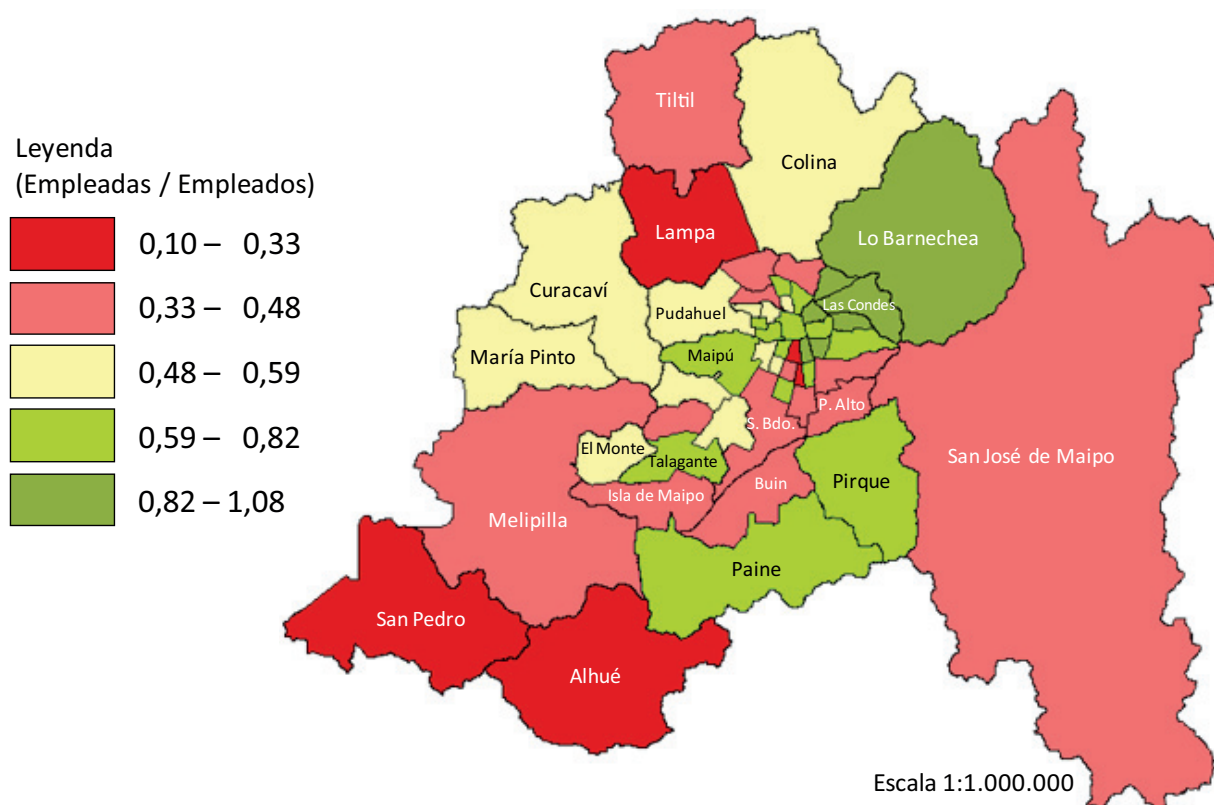 Leyenda
(Empleadas / Empleados)
0,10 – 0,33
0,33 – 0,48
0,48 – 0,59
0,59 – 0,82
0,82 – 1,08
Tiltil
Colina
Lampa
Lo Barnechea
Curacaví
Pudahuel
Las Condes
María Pinto
Maipú
P. Alto
S. Bdo.
El Monte
Talagante
San José de Maipo
Buin
Pirque
Isla de Maipo
Melipilla
Paine
San Pedro
Alhué
Escala 1:1.000.000